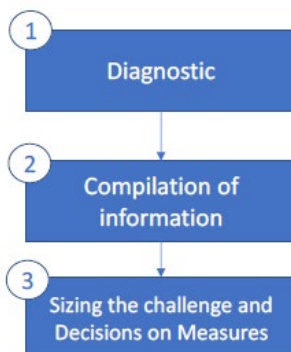 1
Diagnostic
2
Compilation of
information
3
Sizing the challenge and
Decisions on Measures